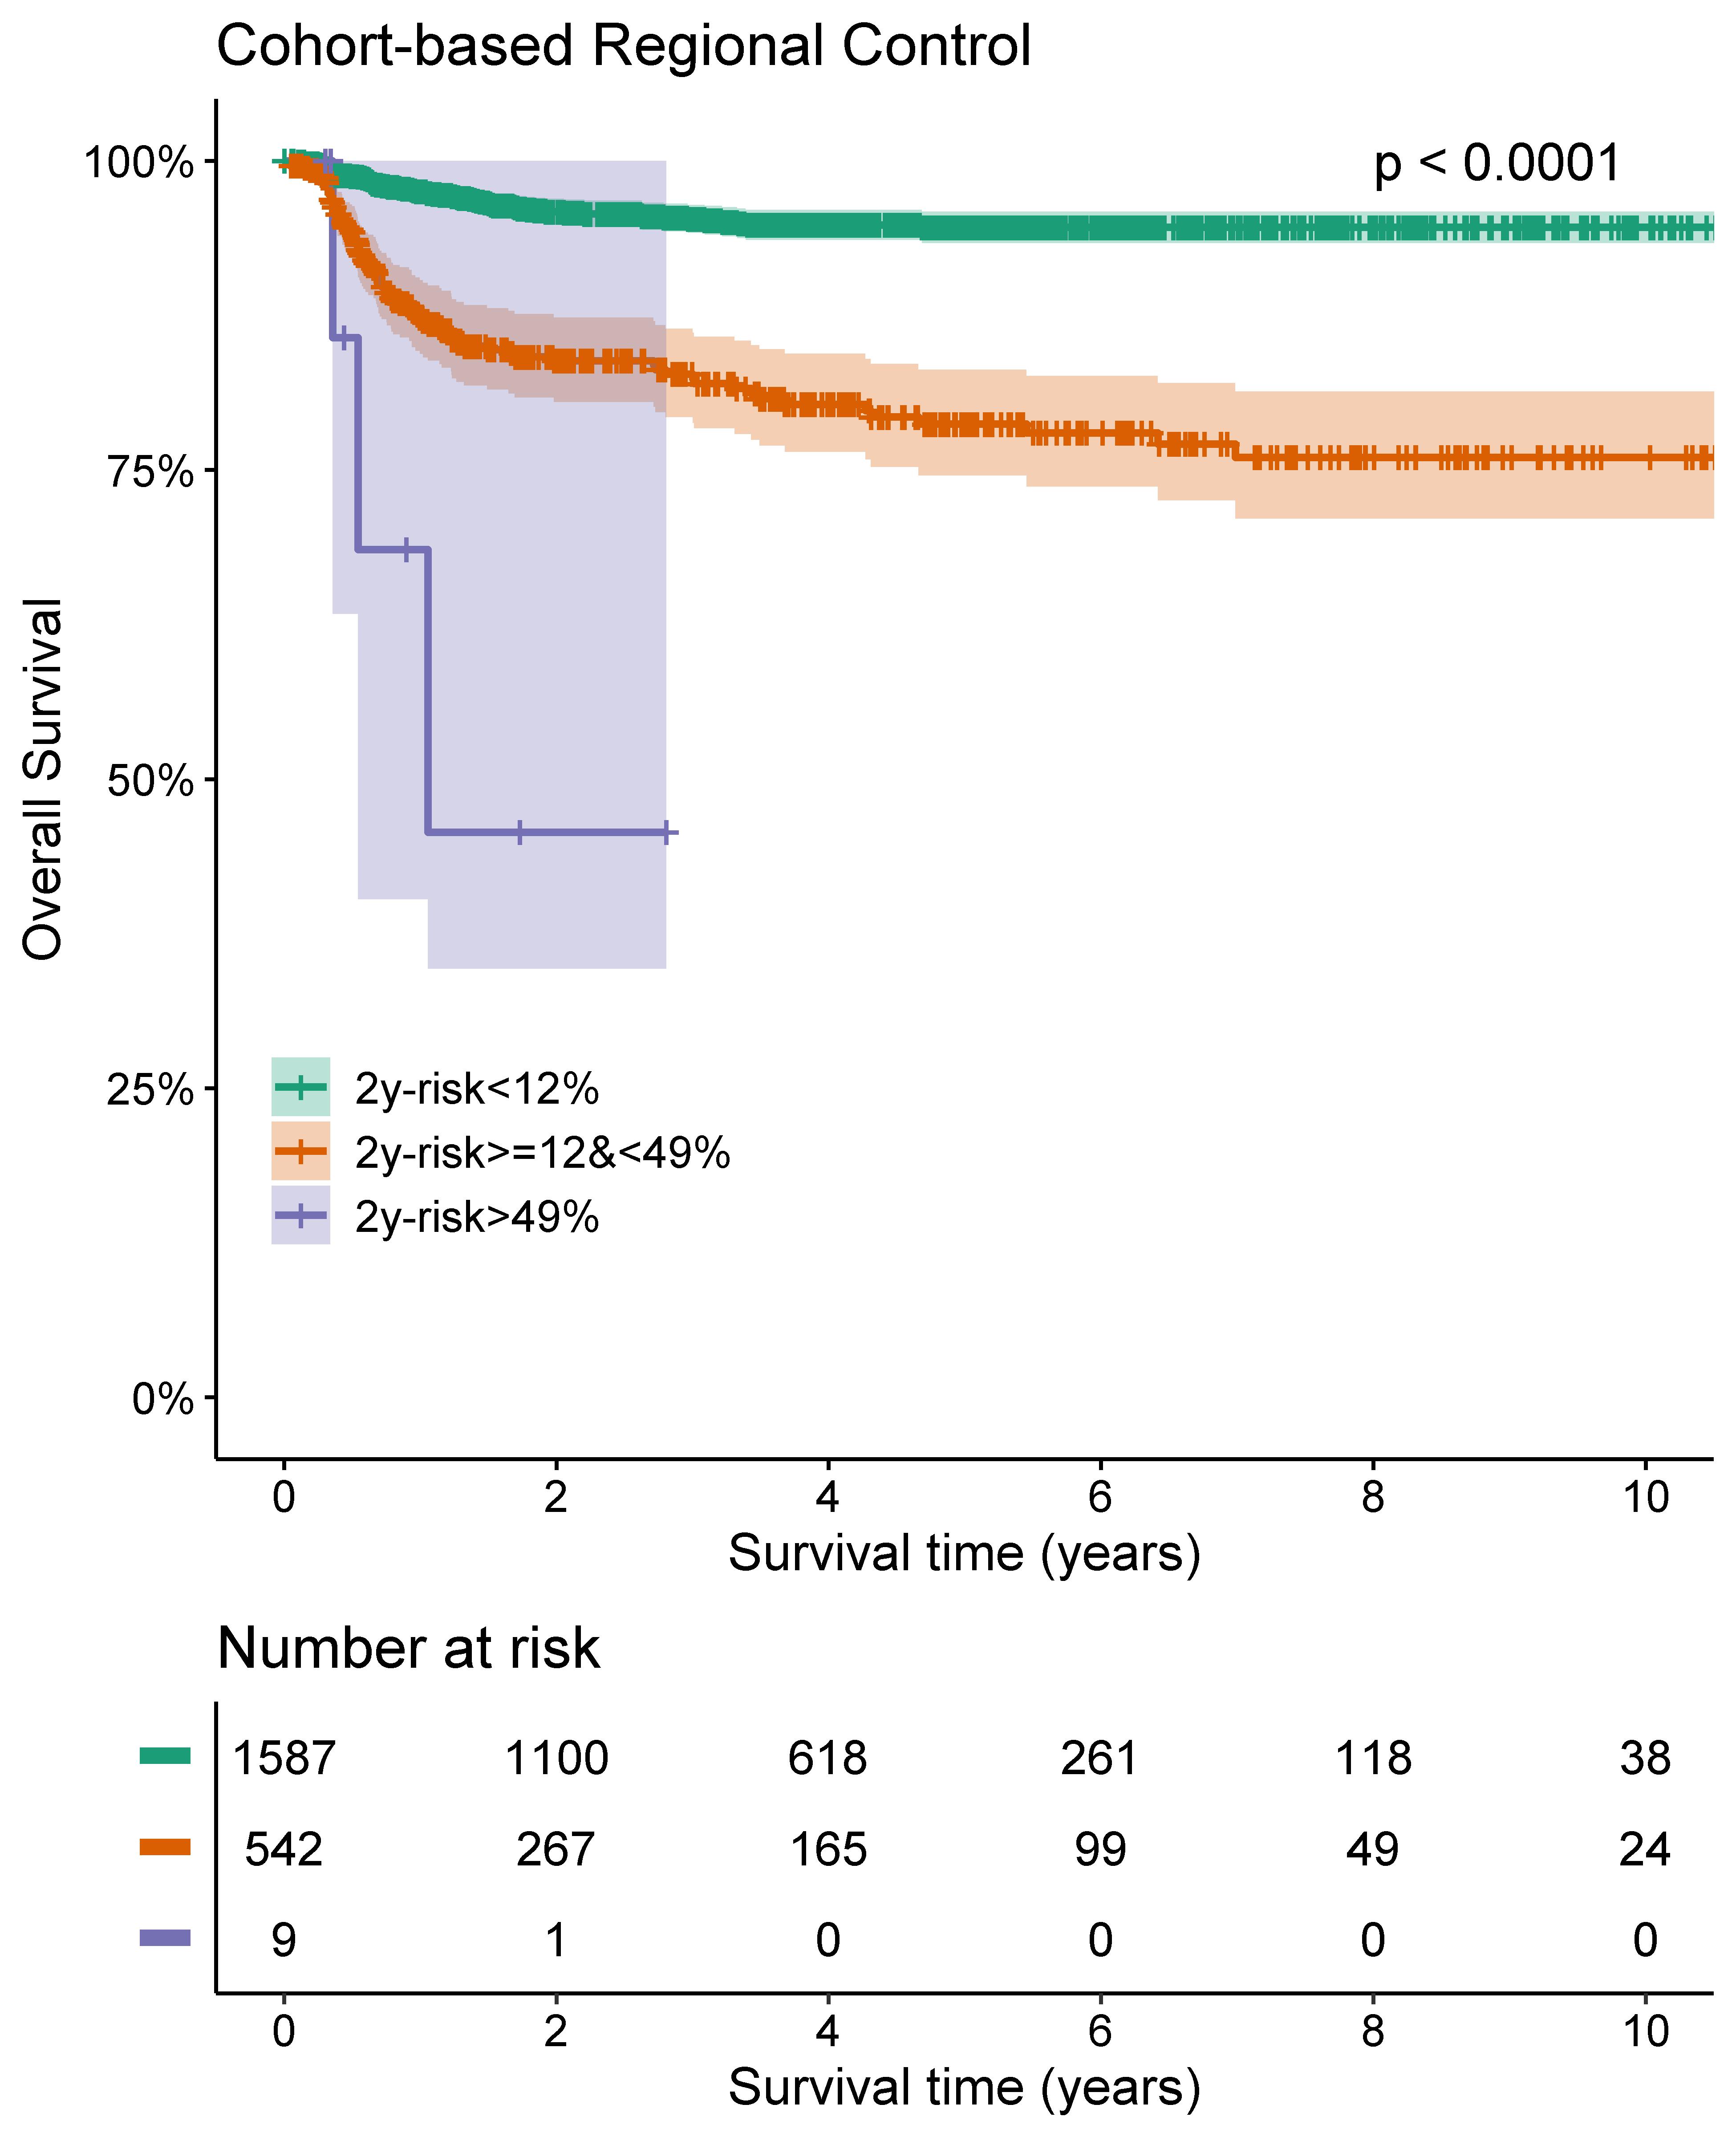 Cohort-based Regional Control
p < 0.0001
100%
75%
50%
25%
0%
Overall Survival
2y-risk<12%
2y-risk>=12&<49%
2y-risk>49%
0 2 4 6 8 10
Survival time (years)
Number at risk
1587 1100 618 261 118 38
542 267 165 99 49 24
9 1 0 0 0 0
0 2 4 6 8 10
Survival time (years)